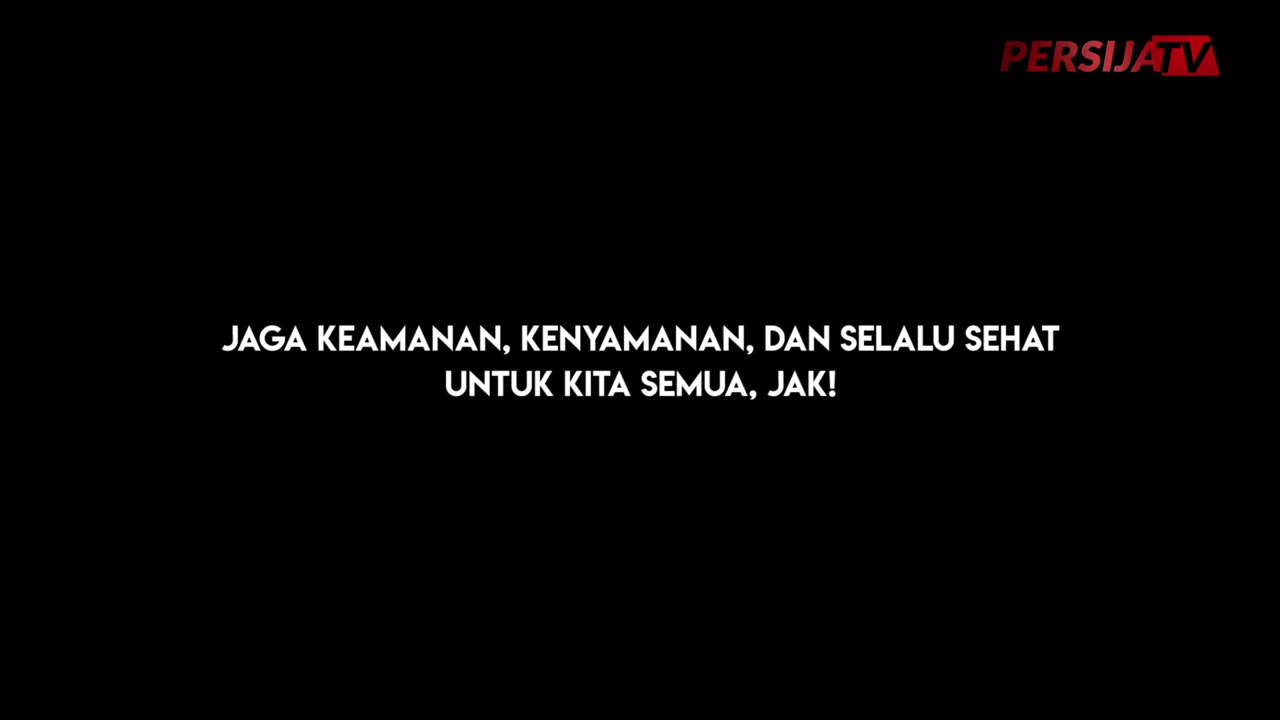 PERSIJATV
JAGA KEAMANAN, KENYAMANAN, DAN SELALU SEHAT
UNTUK KITA SEMUA, JAK!